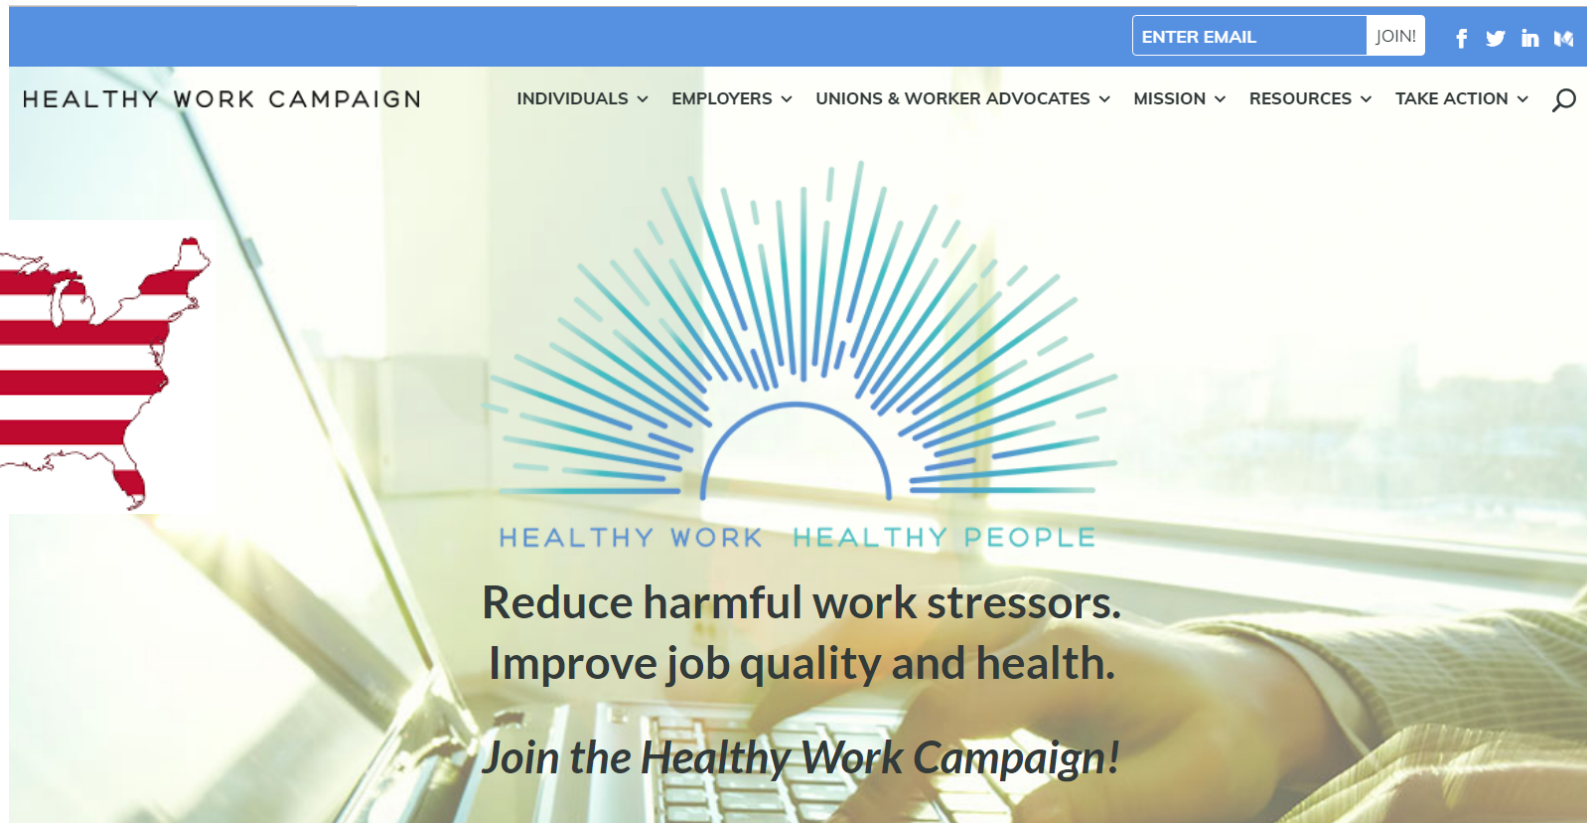 ENTER EMAIL JOIN!
HEALTHY WORK CAMPAIGN INDIVIDUALS EMPLOYERS UNIONS & WORKER ADVOCATES MISSION RESOURCES TAKE ACTION
HEALTHY WORK HEALTHY PEOPLE
Reduce harmful work stressors.
Improve job quality and health.
Join the Healthy Work Campaign!